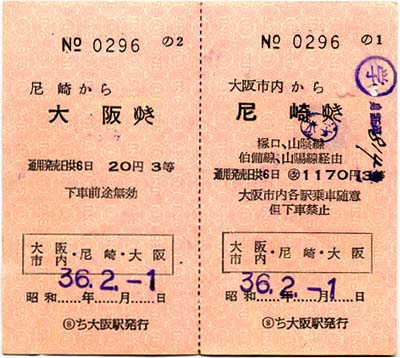 № 0296 の2
尼崎から
大阪ゆき
通用発売日共6日 20円 3等
下車前途無効
大阪市内・尼崎・大阪
36.2.-1
昭和......年......月......日
Ⓢち大阪駅発行
№ 0296 の1
学
大阪市内から
尼崎ゆき
塚口、山陰線
伯備線、山陽線経由
通用発売日共6日 1170円 3等
大阪市内各駅乗車随意
但下車禁止
大阪市内・尼崎・大阪
36.2.-1
昭和......年......月......日
Ⓢち大阪駅発行